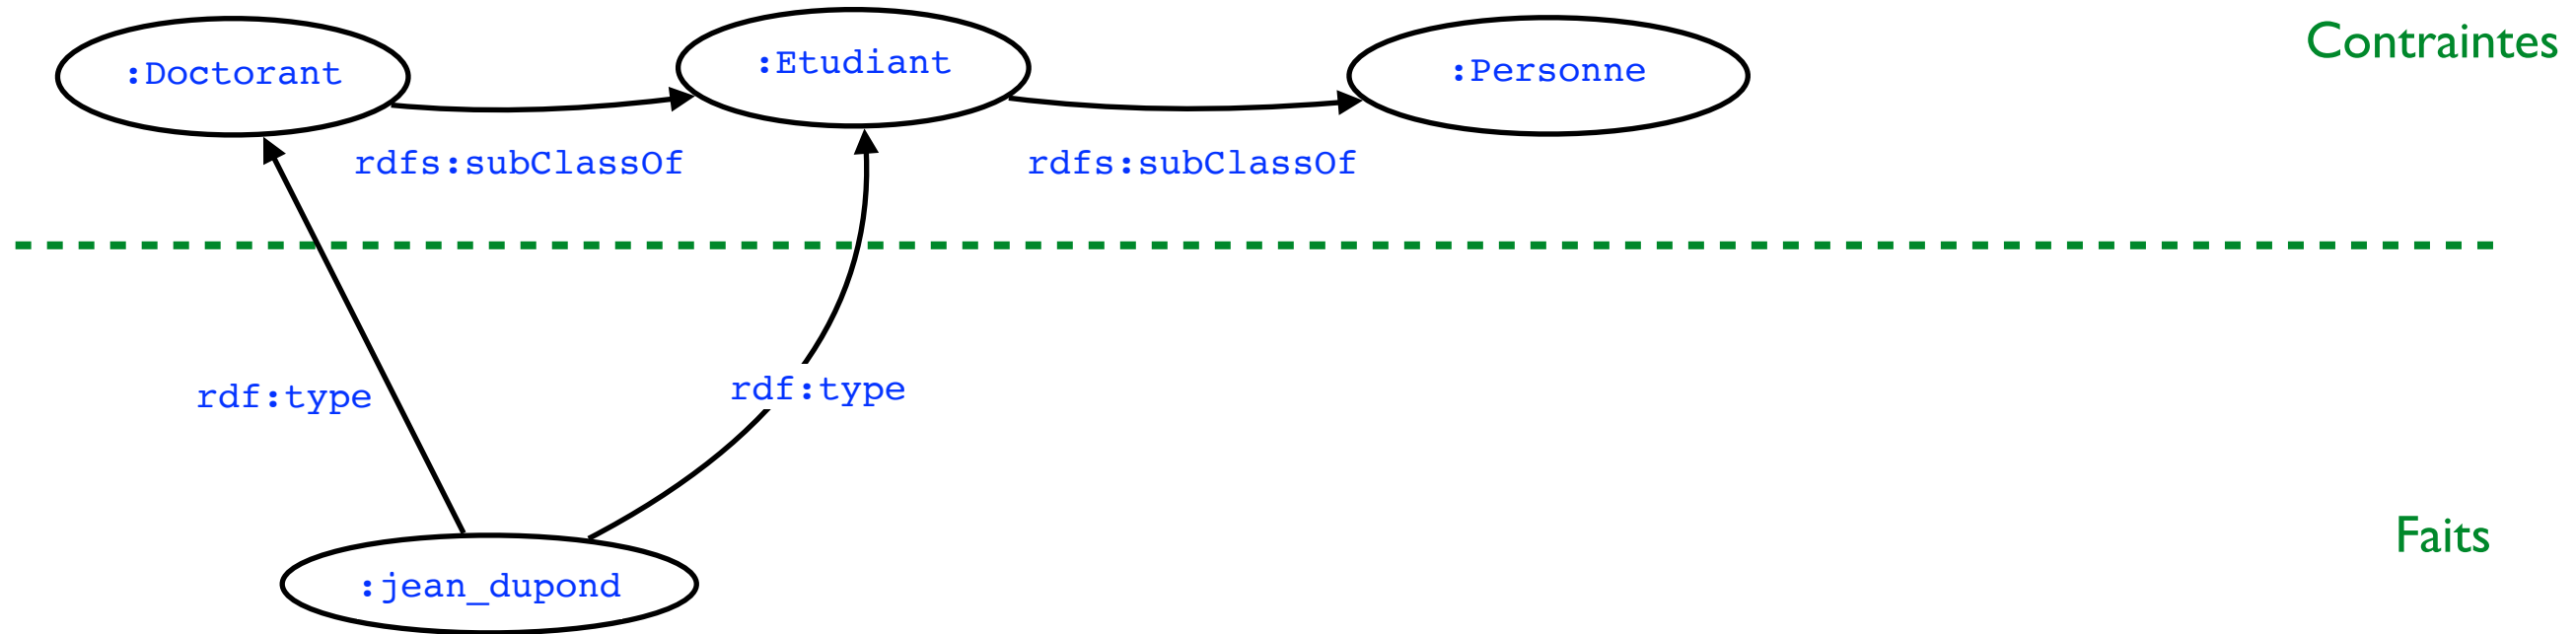 :Doctorant
:Etudiant
:Personne
Contraintes
rdfs:subClassOf
rdfs:subClassOf
rdf:type
rdf:type
:jean_dupond
Faits